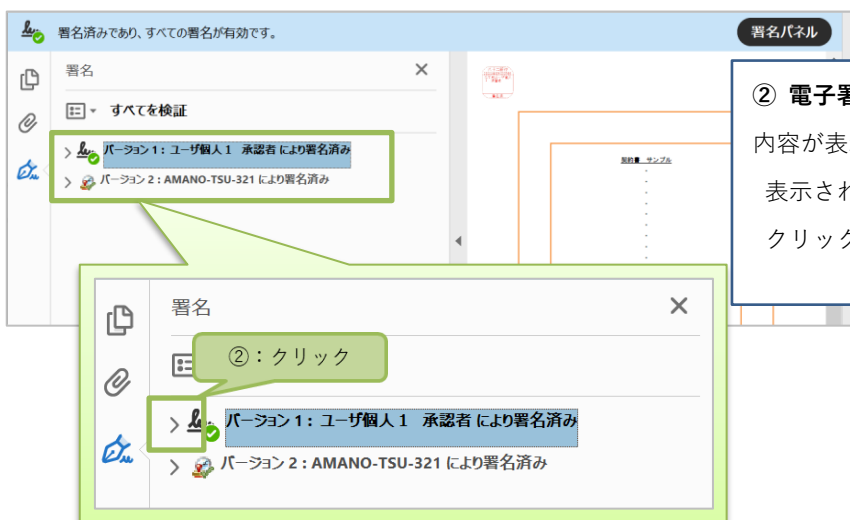 署名済みであり、すべての署名が有効です。
署名パネル
署名
すべてを検証
バージョン 1： ユーザ個人１　承認者 により署名済み
バージョン 2 : AMANO-TSU-321 により署名済み
契約書　サンプル
② 電子署
内容が表
表示され
クリック
署名
②：クリック
バージョン 1： ユーザ個人１　承認者 により署名済み
バージョン 2 : AMANO-TSU-321 により署名済み